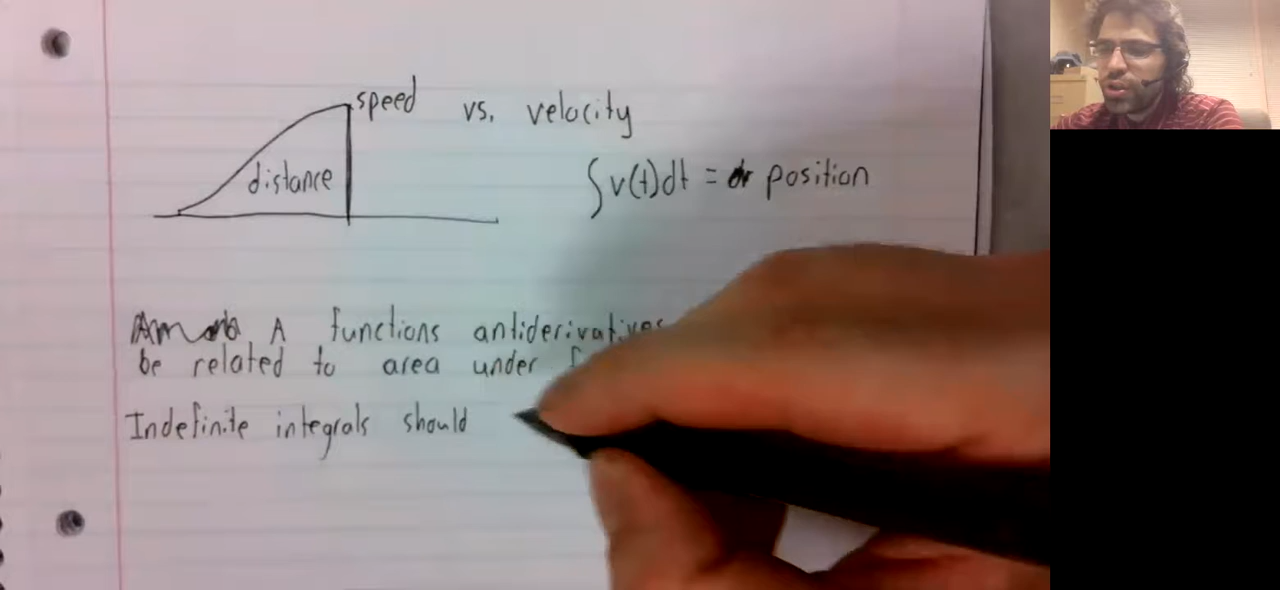 speed vs. velocity
distance
∫v(t)dt = position
A functions antiderivatives
be related to area under
Indefinite integrals should